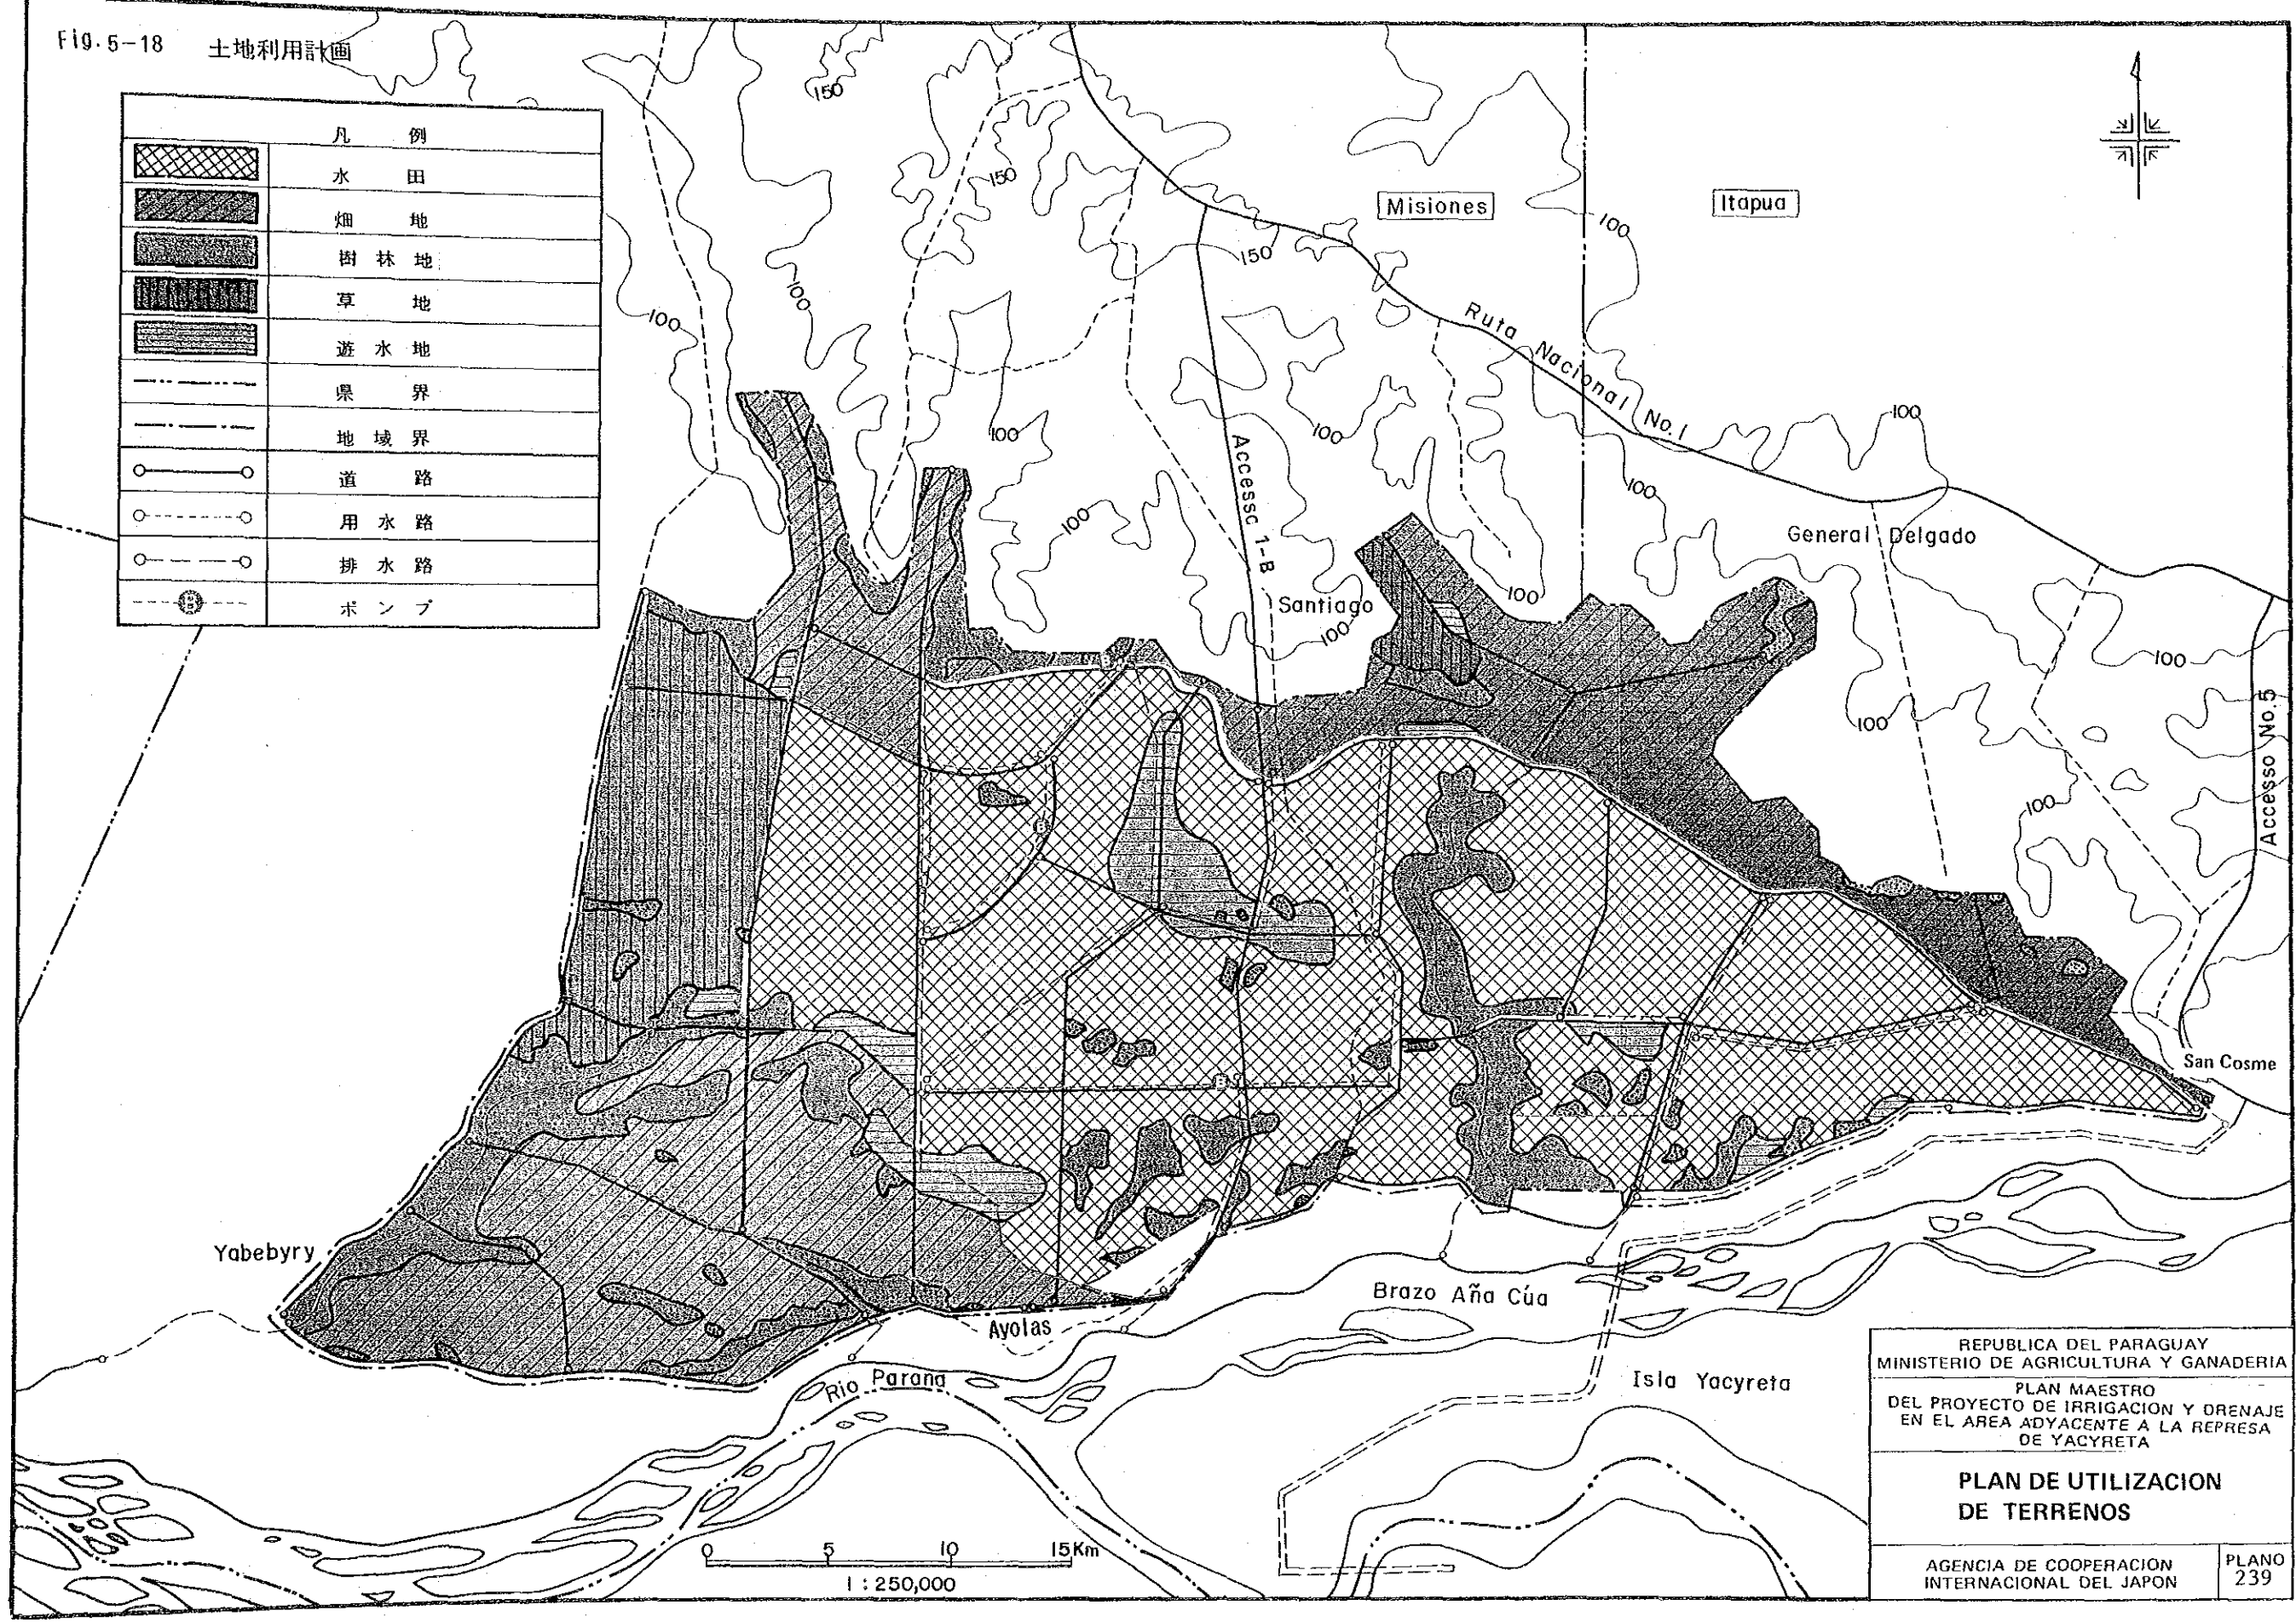 Fig. 5-18 土地利用計画
凡 例
水 田
畑 地
樹 林 地
草 地
遊 水 地
県 界
地 域 界
道 路
用 水 路
排 水 路
B ポ ン プ
150
150
150
100
100
100
100
100
100
100
100
100
100
100
100
100
100
Misiones
Itapua
Ruta Nacional No.1
Accesso 1-B
Santiago
General Delgado
Accesso No.5
San Cosme
B
B
Yabebyry
Ayolas
Brazo Aña Cúa
Rio Parana
Isla Yacyreta
0 5 10 15Km
1 : 250,000
REPUBLICA DEL PARAGUAY
MINISTERIO DE AGRICULTURA Y GANADERIA
PLAN MAESTRO
DEL PROYECTO DE IRRIGACION Y DRENAJE
EN EL AREA ADYACENTE A LA REPRESA
DE YACYRETA
PLAN DE UTILIZACION
DE TERRENOS
AGENCIA DE COOPERACION
INTERNACIONAL DEL JAPON
PLANO
239